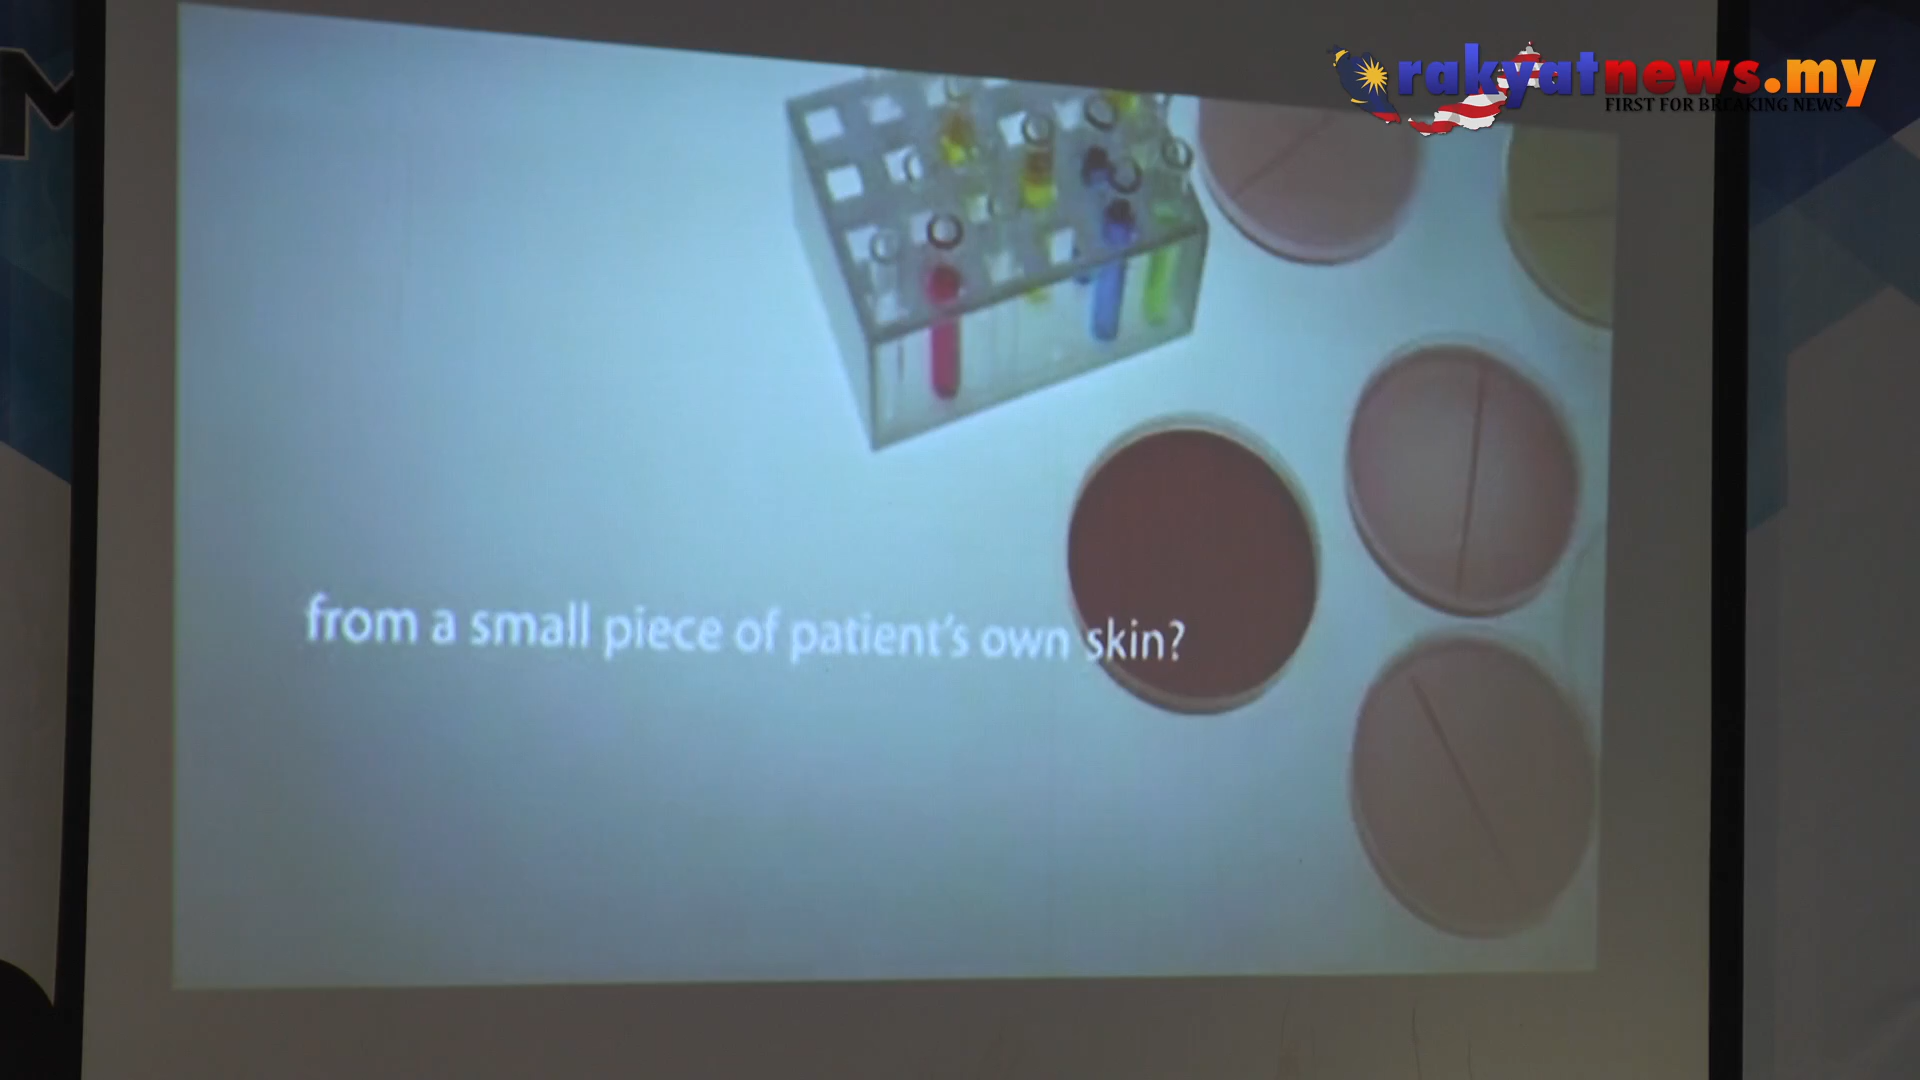 M
rakyatnews.my
FIRST FOR BREAKING NEWS
from a small piece of patient's own skin?